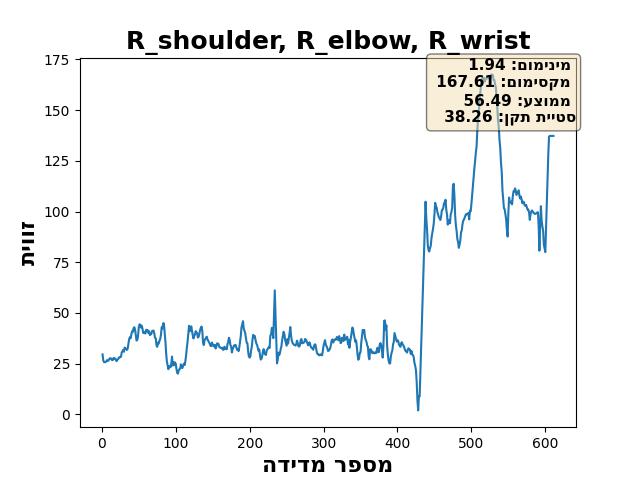 R_shoulder, R_elbow, R_wrist
מינימום: 1.94
מקסימום: 167.61
ממוצע: 56.49
סטיית תקן: 38.26
175
150
125
100
75
50
25
0
זווית
0 100 200 300 400 500 600
מספר מדידה